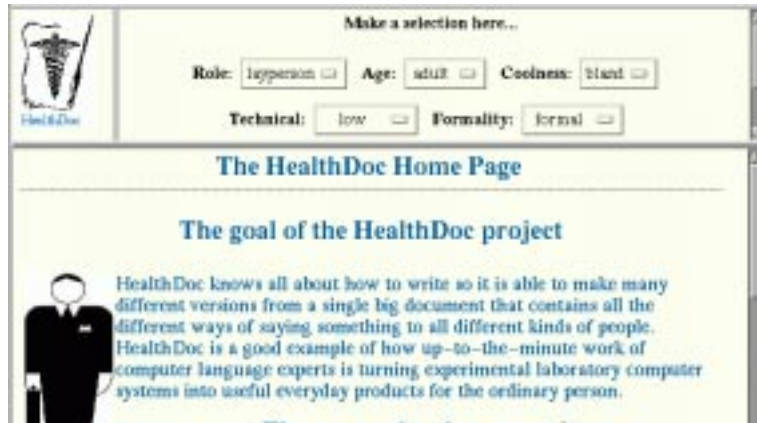 Make a selection here...
Role: layperson Age: adult Coolness: bland
HealthDoc
Technical: low Formality: formal
The HealthDoc Home Page
The goal of the HealthDoc project
HealthDoc knows all about how to write so it is able to make many
different versions from a single big document that contains all the
different ways of saying something to all different kinds of people.
HealthDoc is a good example of how up-to-the-minute work of
computer language experts is turning experimental laboratory computer
systems into useful everyday products for the ordinary person.